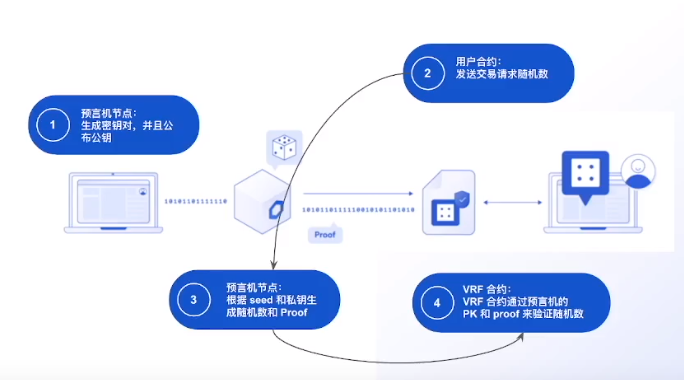 1
预言机节点:
生成密钥对,并且公
布公钥
2
用户合约:
发送交易请求随机数
10101101111110
1010110111110010101101010
Proof
3
预言机节点:
根据 seed 和私钥生
成随机数和 Proof
4
VRF 合约:
VRF 合约通过预言机的
PK 和 proof 来验证随机数